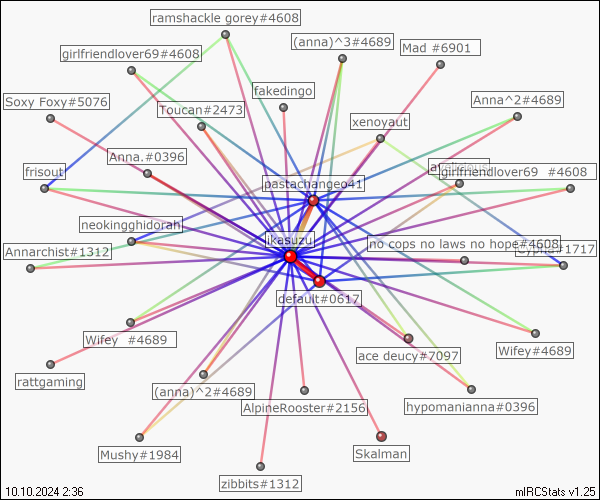 ramshackle gorey#4608
(anna)^3#4689
Mad #6901
girlfriendlover69#4608
fakedingo
Soxy Foxy#5076
Toucan#2473
Anna^2#4689
xenoyaut
Anna.#0396
frisout
girlfriendlover69 #4608
pastachangeo41
neokingghidorah
ikasuzu
no cops no laws no hope#4608
Annarchist#1312
#1717
default#0617
Wifey #4689
ace deucy#7097
Wifey#4689
rattgaming
(anna)^2#4689
AlpineRooster#2156
hypomanianna#0396
Mushy#1984
Skalman
zibbits#1312
10.10.2024 2:36
mIRCStats v1.25